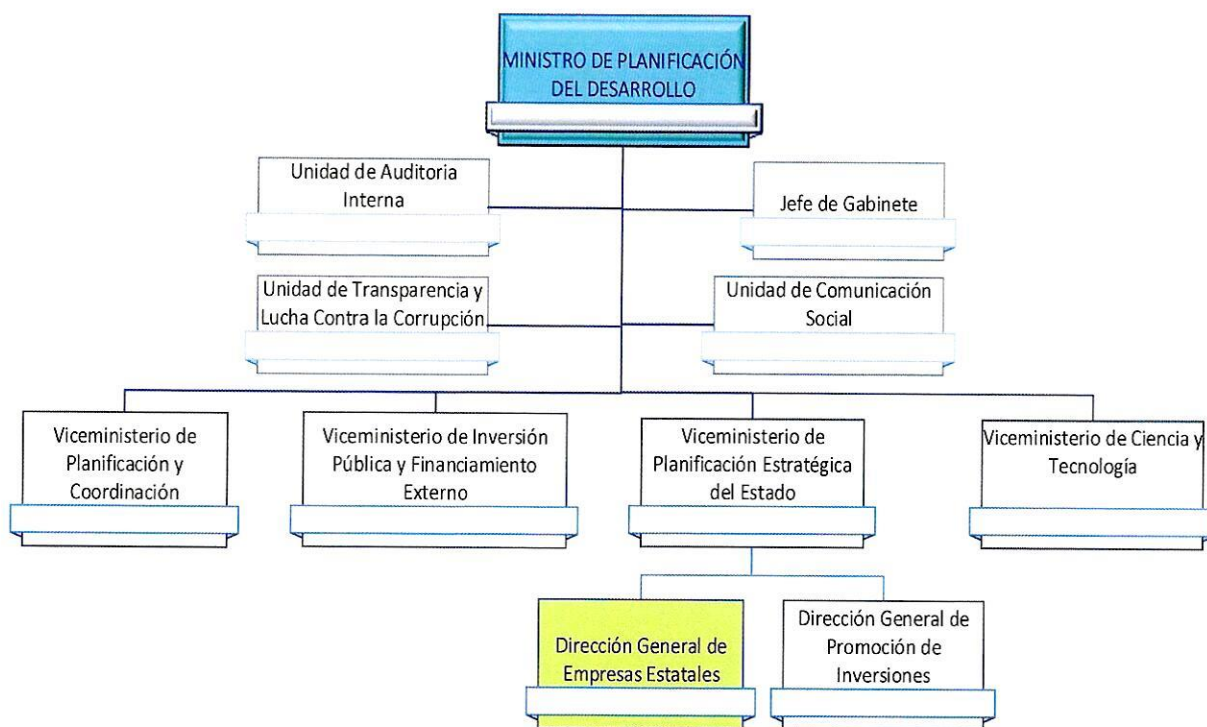 MINISTRO DE PLANIFICACIÓN
DEL DESARROLLO
Unidad de Auditoria
Interna
Jefe de Gabinete
Unidad de Transparencia y
Lucha Contra la Corrupción
Unidad de Comunicación
Social
Viceministerio de
Planificación y
Coordinación
Viceministerio de Inversión
Pública y Financiamiento
Externo
Viceministerio de
Planificación Estratégica
del Estado
Viceministerio de Ciencia y
Tecnología
Dirección General de
Empresas Estatales
Dirección General de
Promoción de
Inversiones